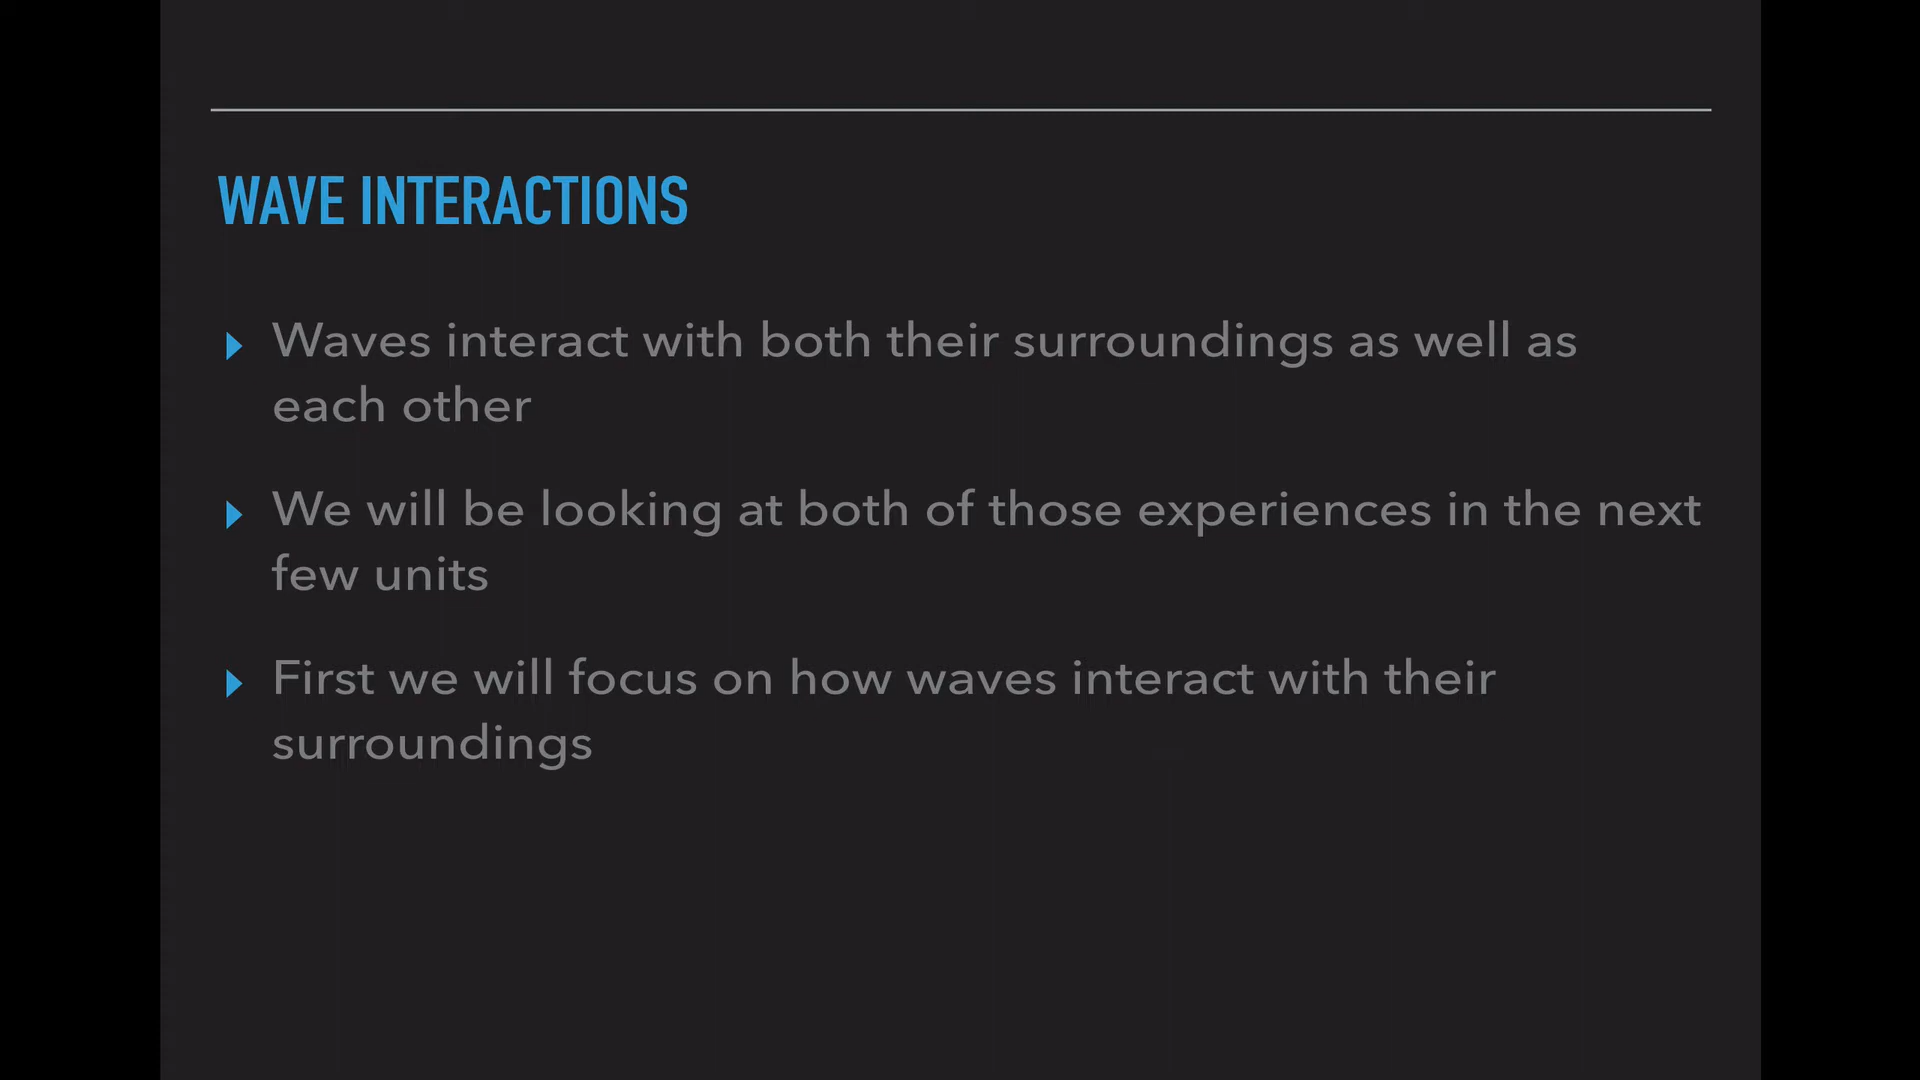 WAVE INTERACTIONS
Waves interact with both their surroundings as well as
each other
We will be looking at both of those experiences in the next
few units
First we will focus on how waves interact with their
surroundings